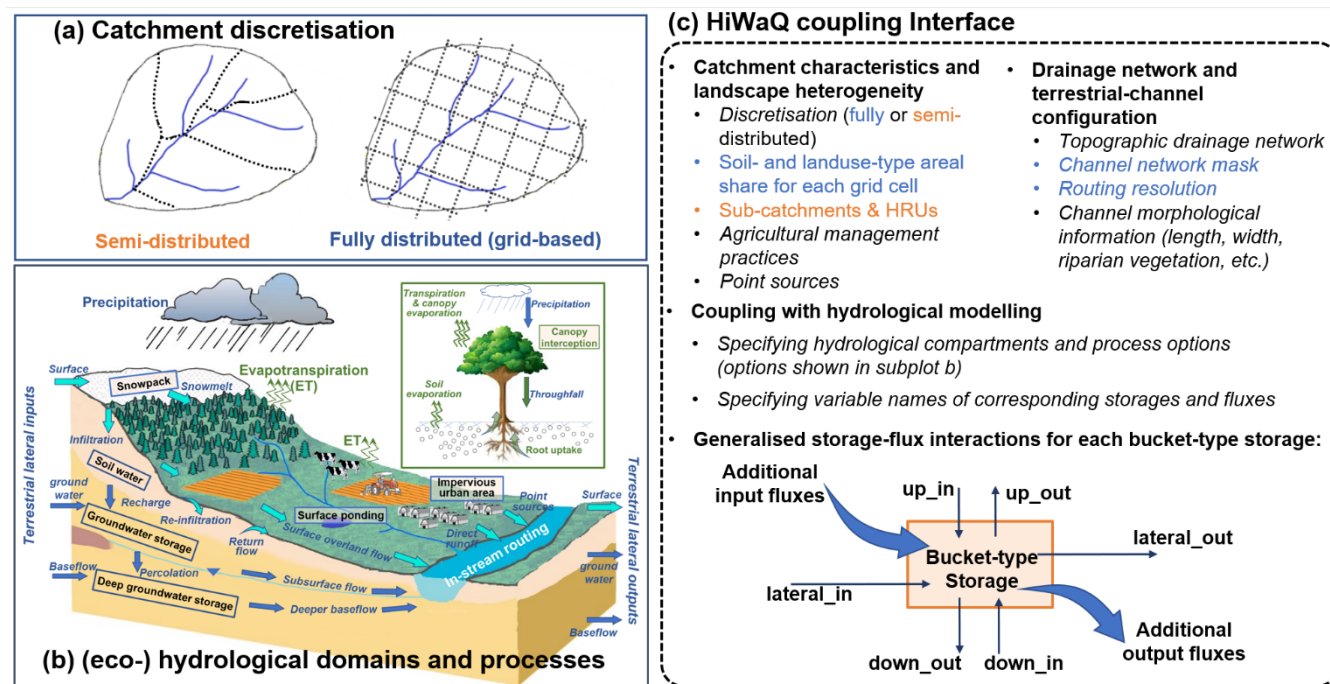 (a) Catchment discretisation
Semi-distributed
Fully distributed (grid-based)
Precipitation
Surface
Snowpack
Snowmelt
Evapotranspiration
(ET)
Infiltration
Soil water
ground
water
Recharge
Groundwater storage
Re-infiltration
Return
flow
Surface ponding
Surface overland flow
ET
Impervious
urban area
Point
sources
Direct
runoff
In-stream routing
Surface
ground
water
Baseflow
Percolation
Subsurface flow
Deep groundwater storage
Deeper baseflow
Baseflow
Terrestrial lateral inputs
Terrestrial lateral outputs
Transpiration
& canopy
evaporation
Precipitation
Canopy
interception
Soil
evaporation
Throughfall
Root uptake
(b) (eco-) hydrological domains and processes
(c) HiWaQ coupling Interface
• Catchment characteristics and
landscape heterogeneity
• Discretisation (fully or semi-
distributed)
• Soil- and landuse-type areal
share for each grid cell
• Sub-catchments & HRUs
• Agricultural management
practices
• Point sources
• Drainage network and
terrestrial-channel
configuration
• Topographic drainage network
• Channel network mask
• Routing resolution
• Channel morphological
information (length, width,
riparian vegetation, etc.)
• Coupling with hydrological modelling
• Specifying hydrological compartments and process options
(options shown in subplot b)
• Specifying variable names of corresponding storages and fluxes
• Generalised storage-flux interactions for each bucket-type storage:
Additional
input fluxes
up_in
up_out
Bucket-type
Storage
lateral_out
lateral_in
down_out
down_in
Additional
output fluxes